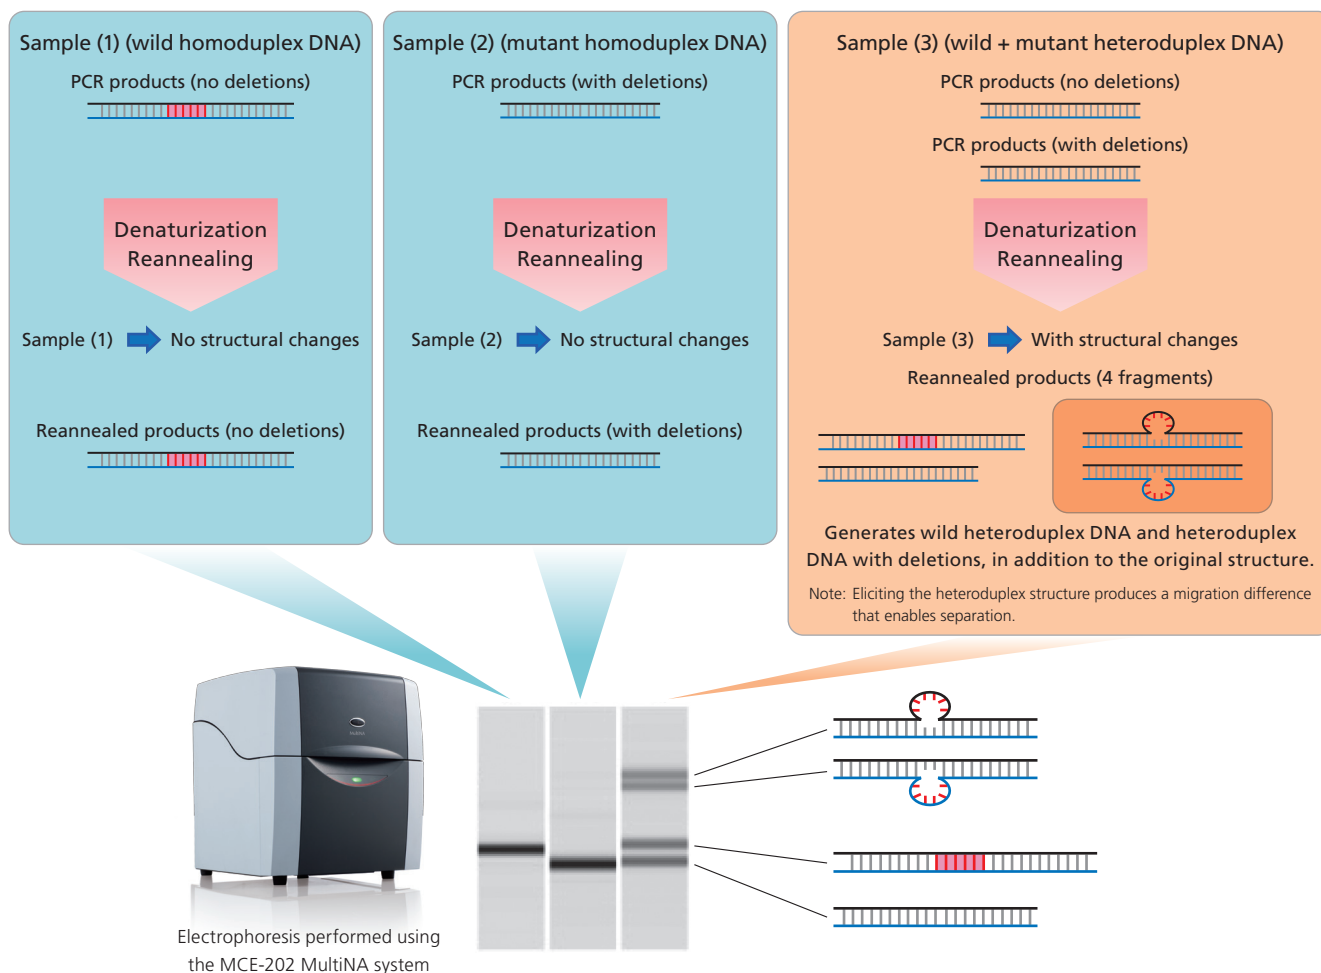 Sample (1) (wild homoduplex DNA)
PCR products (no deletions)
Denaturization
Reannealing
Sample (1)
No structural changes
Reannealed products (no deletions)
Sample (2) (mutant homoduplex DNA)
PCR products (with deletions)
Denaturization
Reannealing
Sample (2)
No structural changes
Reannealed products (with deletions)
Sample (3) (wild + mutant heteroduplex DNA)
PCR products (no deletions)
PCR products (with deletions)
Denaturization
Reannealing
Sample (3)
With structural changes
Reannealed products (4 fragments)
Generates wild heteroduplex DNA and heteroduplex
DNA with deletions, in addition to the original structure.
Note: Eliciting the heteroduplex structure produces a migration difference
that enables separation.
Electrophoresis performed using
the MCE-202 MultiNA system